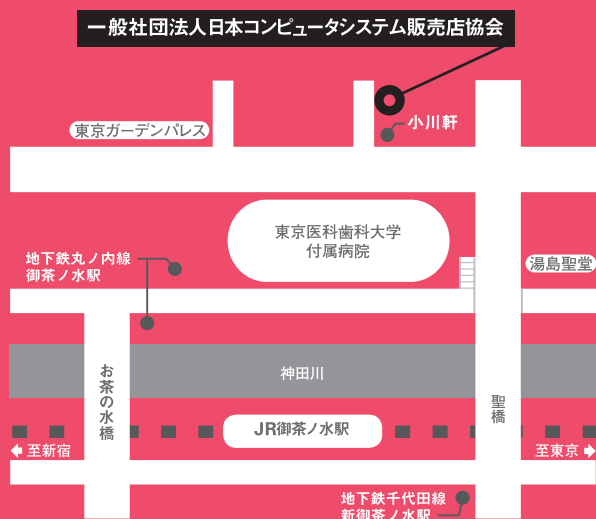 一般社団法人日本コンピュータシステム販売店協会
小川軒
東京ガーデンパレス
東京医科歯科大学
付属病院
地下鉄丸ノ内線
御茶ノ水駅
湯島聖堂
神田川
お茶の水橋
聖橋
JR御茶ノ水駅
至新宿
至東京
地下鉄千代田線
新御茶ノ水駅